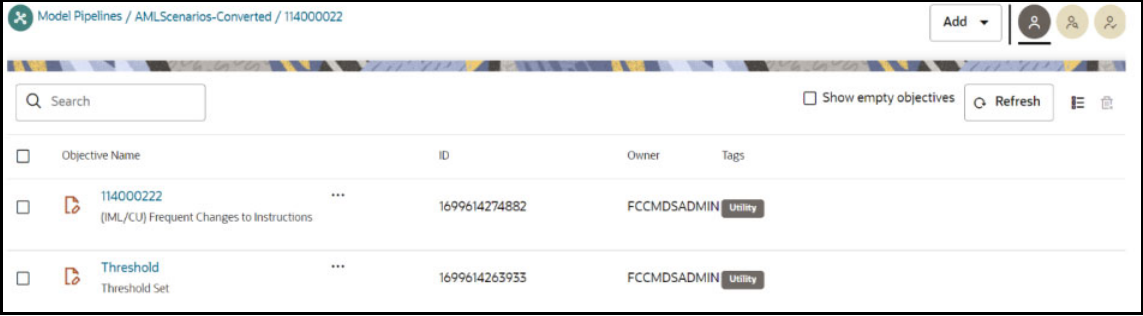 Model Pipelines / AMLScenarios-Converted / 114000022
Add
Search
Show empty objectives
Refresh
Objective Name ID Owner Tags
114000222 ... 1699614274882 FCCMDSADMIN Utility
(IML/CU) Frequent Changes to Instructions
Threshold ... 1699614263933 FCCMDSADMIN Utility
Threshold Set